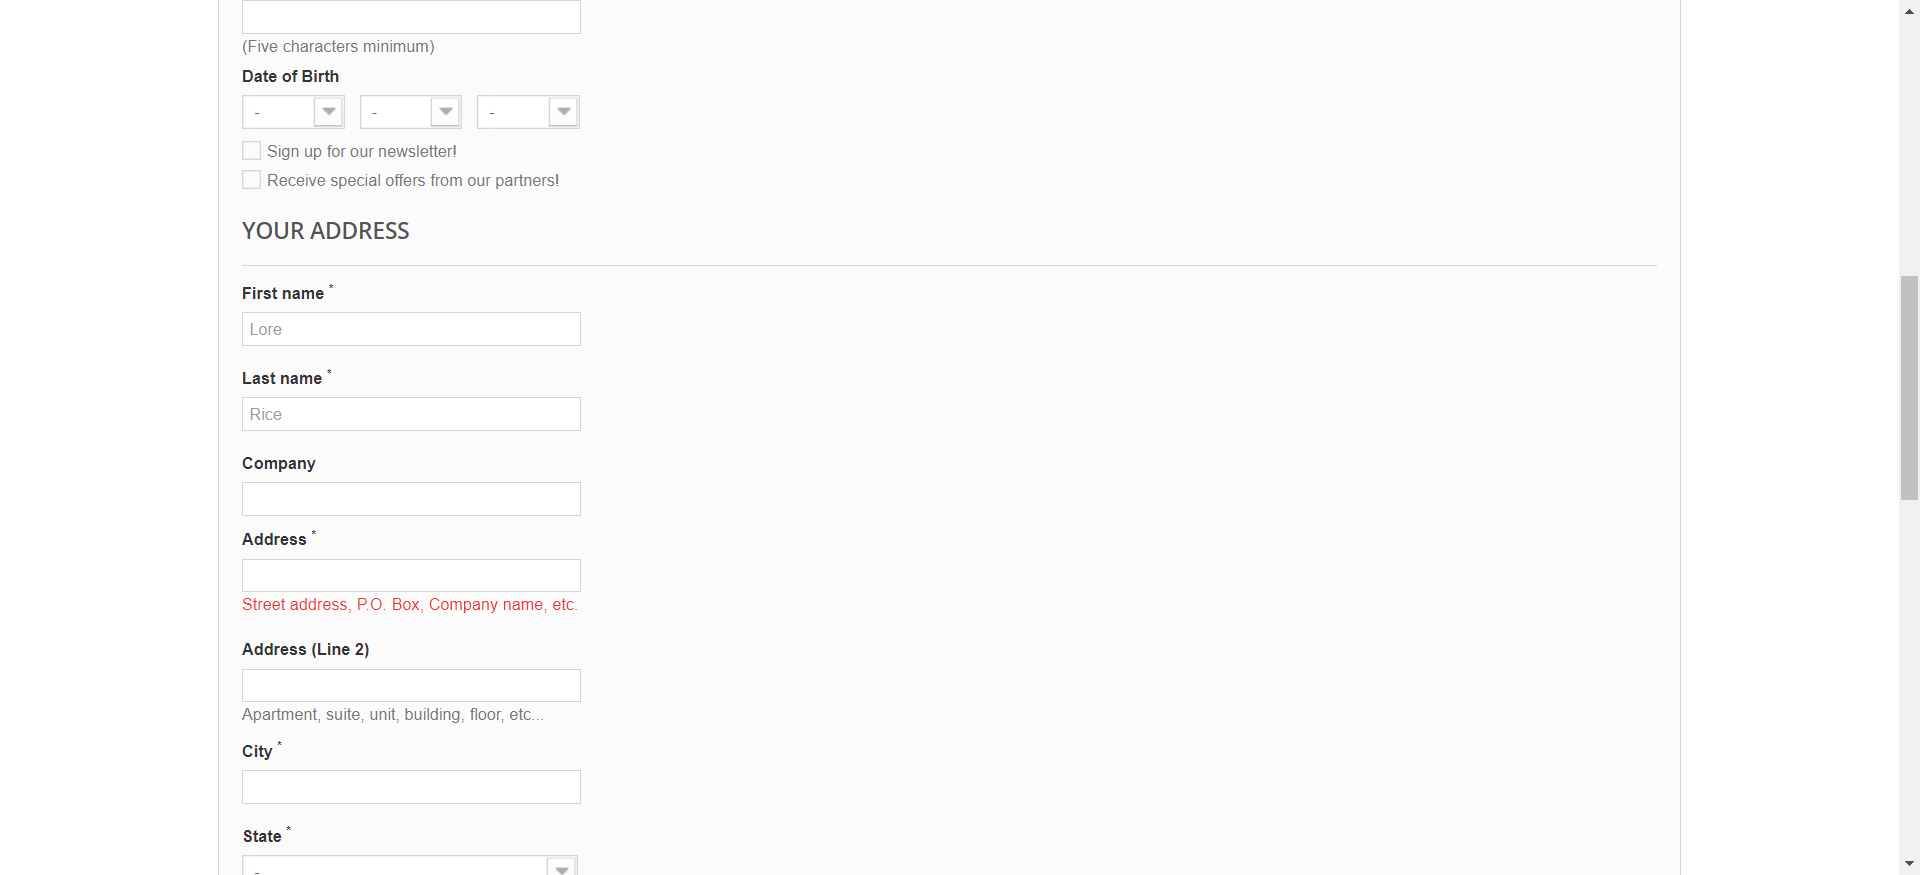 (Five characters minimum)
Date of Birth
- - -
Sign up for our newsletter!
Receive special offers from our partners!
YOUR ADDRESS
First name *
Lore
Last name *
Rice
Company
Address *
Street address, P.O. Box, Company name, etc.
Address (Line 2)
Apartment, suite, unit, building, floor, etc...
City *
State *
-